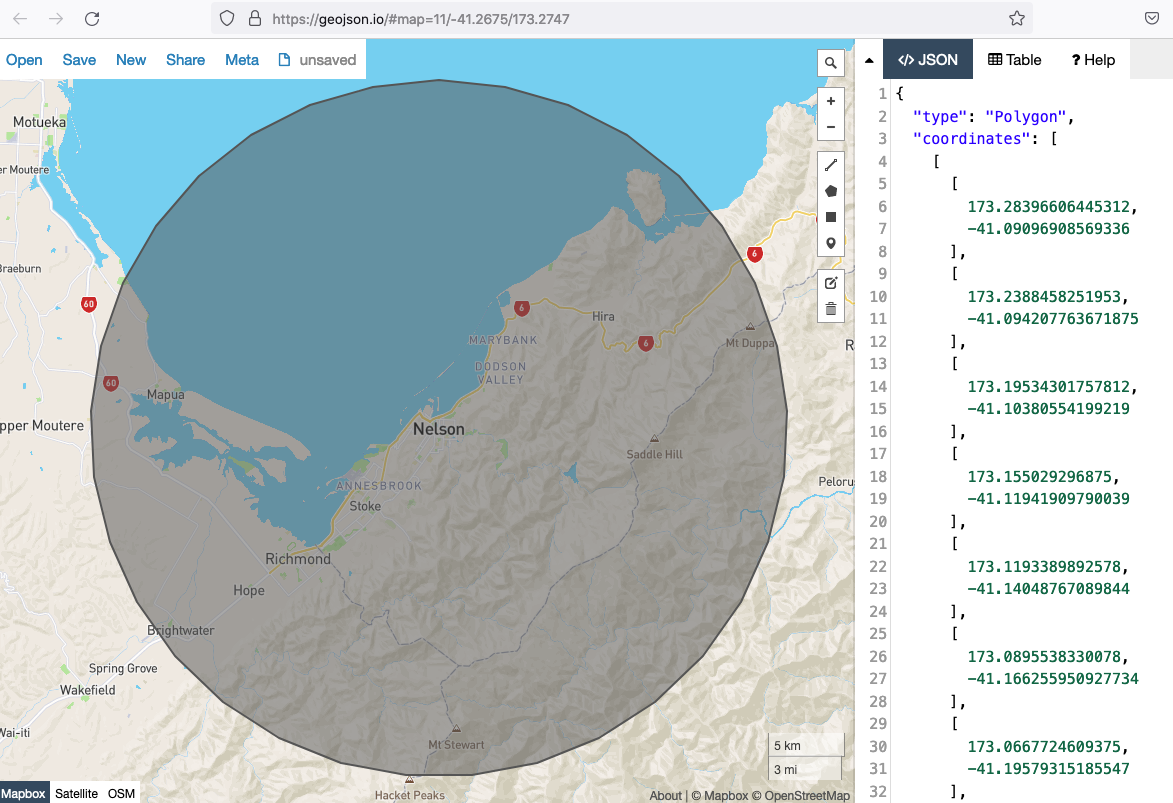 https://geojson.io/#map=11/-41.2675/173.2747
Open Save New Share Meta unsaved
</> JSON Table ? Help
+
−
Motueka
er Moutere
Braeburn
60
6
6
Hira
6
MARYBANK
Mt Duppa
R
DODSON
VALLEY
60
Mapua
pper Moutere
Nelson
Saddle Hill
ANNESBROOK
Pelorus
Stoke
Richmond
Hope
Brightwater
Spring Grove
Wakefield
Wai-iti
Mt Stewart
5 km
3 mi
Hacket Peaks
Mapbox Satellite OSM
About | © Mapbox © OpenStreetMap
1 {
2 "type": "Polygon",
3 "coordinates": [
4 [
5 [
6 173.28396606445312,
7 -41.09096908569336
8 ],
9 [
10 173.2388458251953,
11 -41.094207763671875
12 ],
13 [
14 173.19534301757812,
15 -41.10380554199219
16 ],
17 [
18 173.155029296875,
19 -41.11941909790039
20 ],
21 [
22 173.1193389892578,
23 -41.14048767089844
24 ],
25 [
26 173.0895538330078,
27 -41.166255950927734
28 ],
29 [
30 173.0667724609375,
31 -41.19579315185547
32 ],